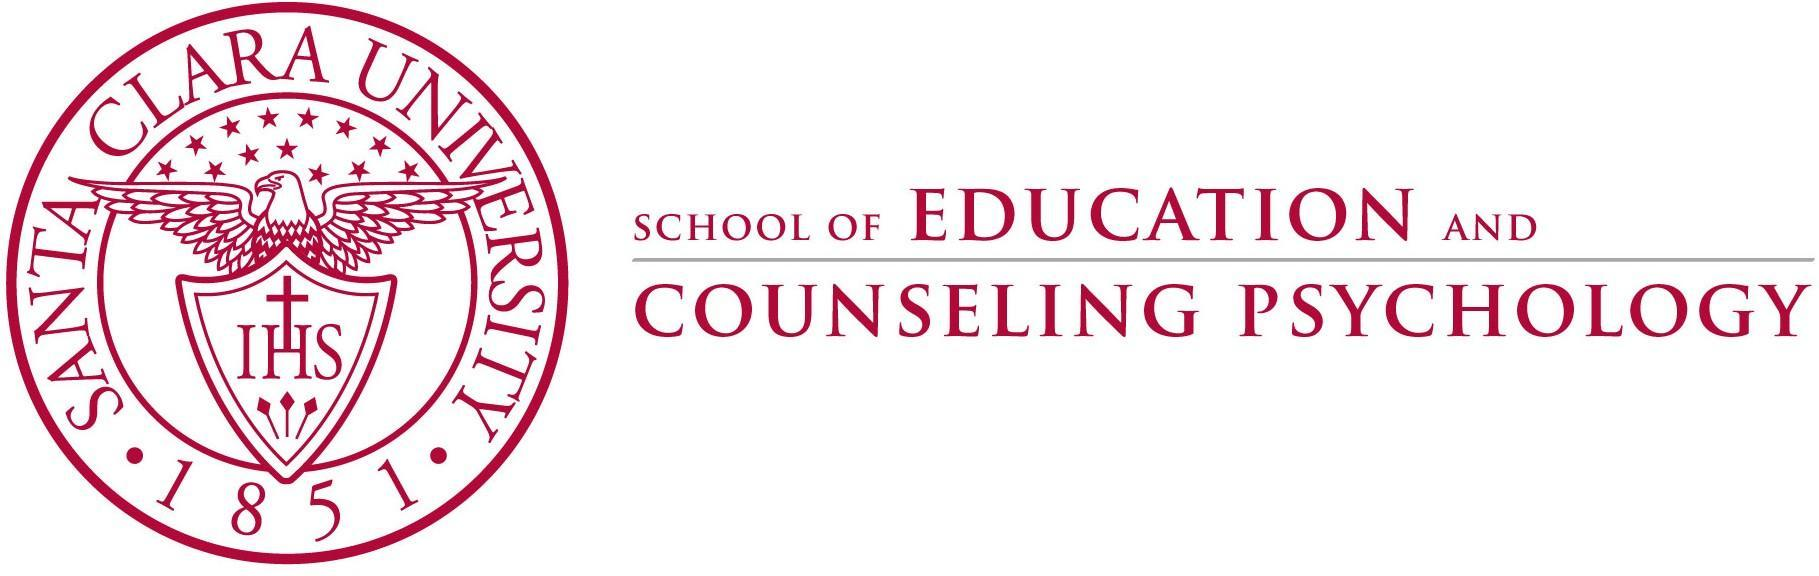 SANTA CLARA UNIVERSITY
IHS
1851
SCHOOL OF EDUCATION AND
COUNSELING PSYCHOLOGY